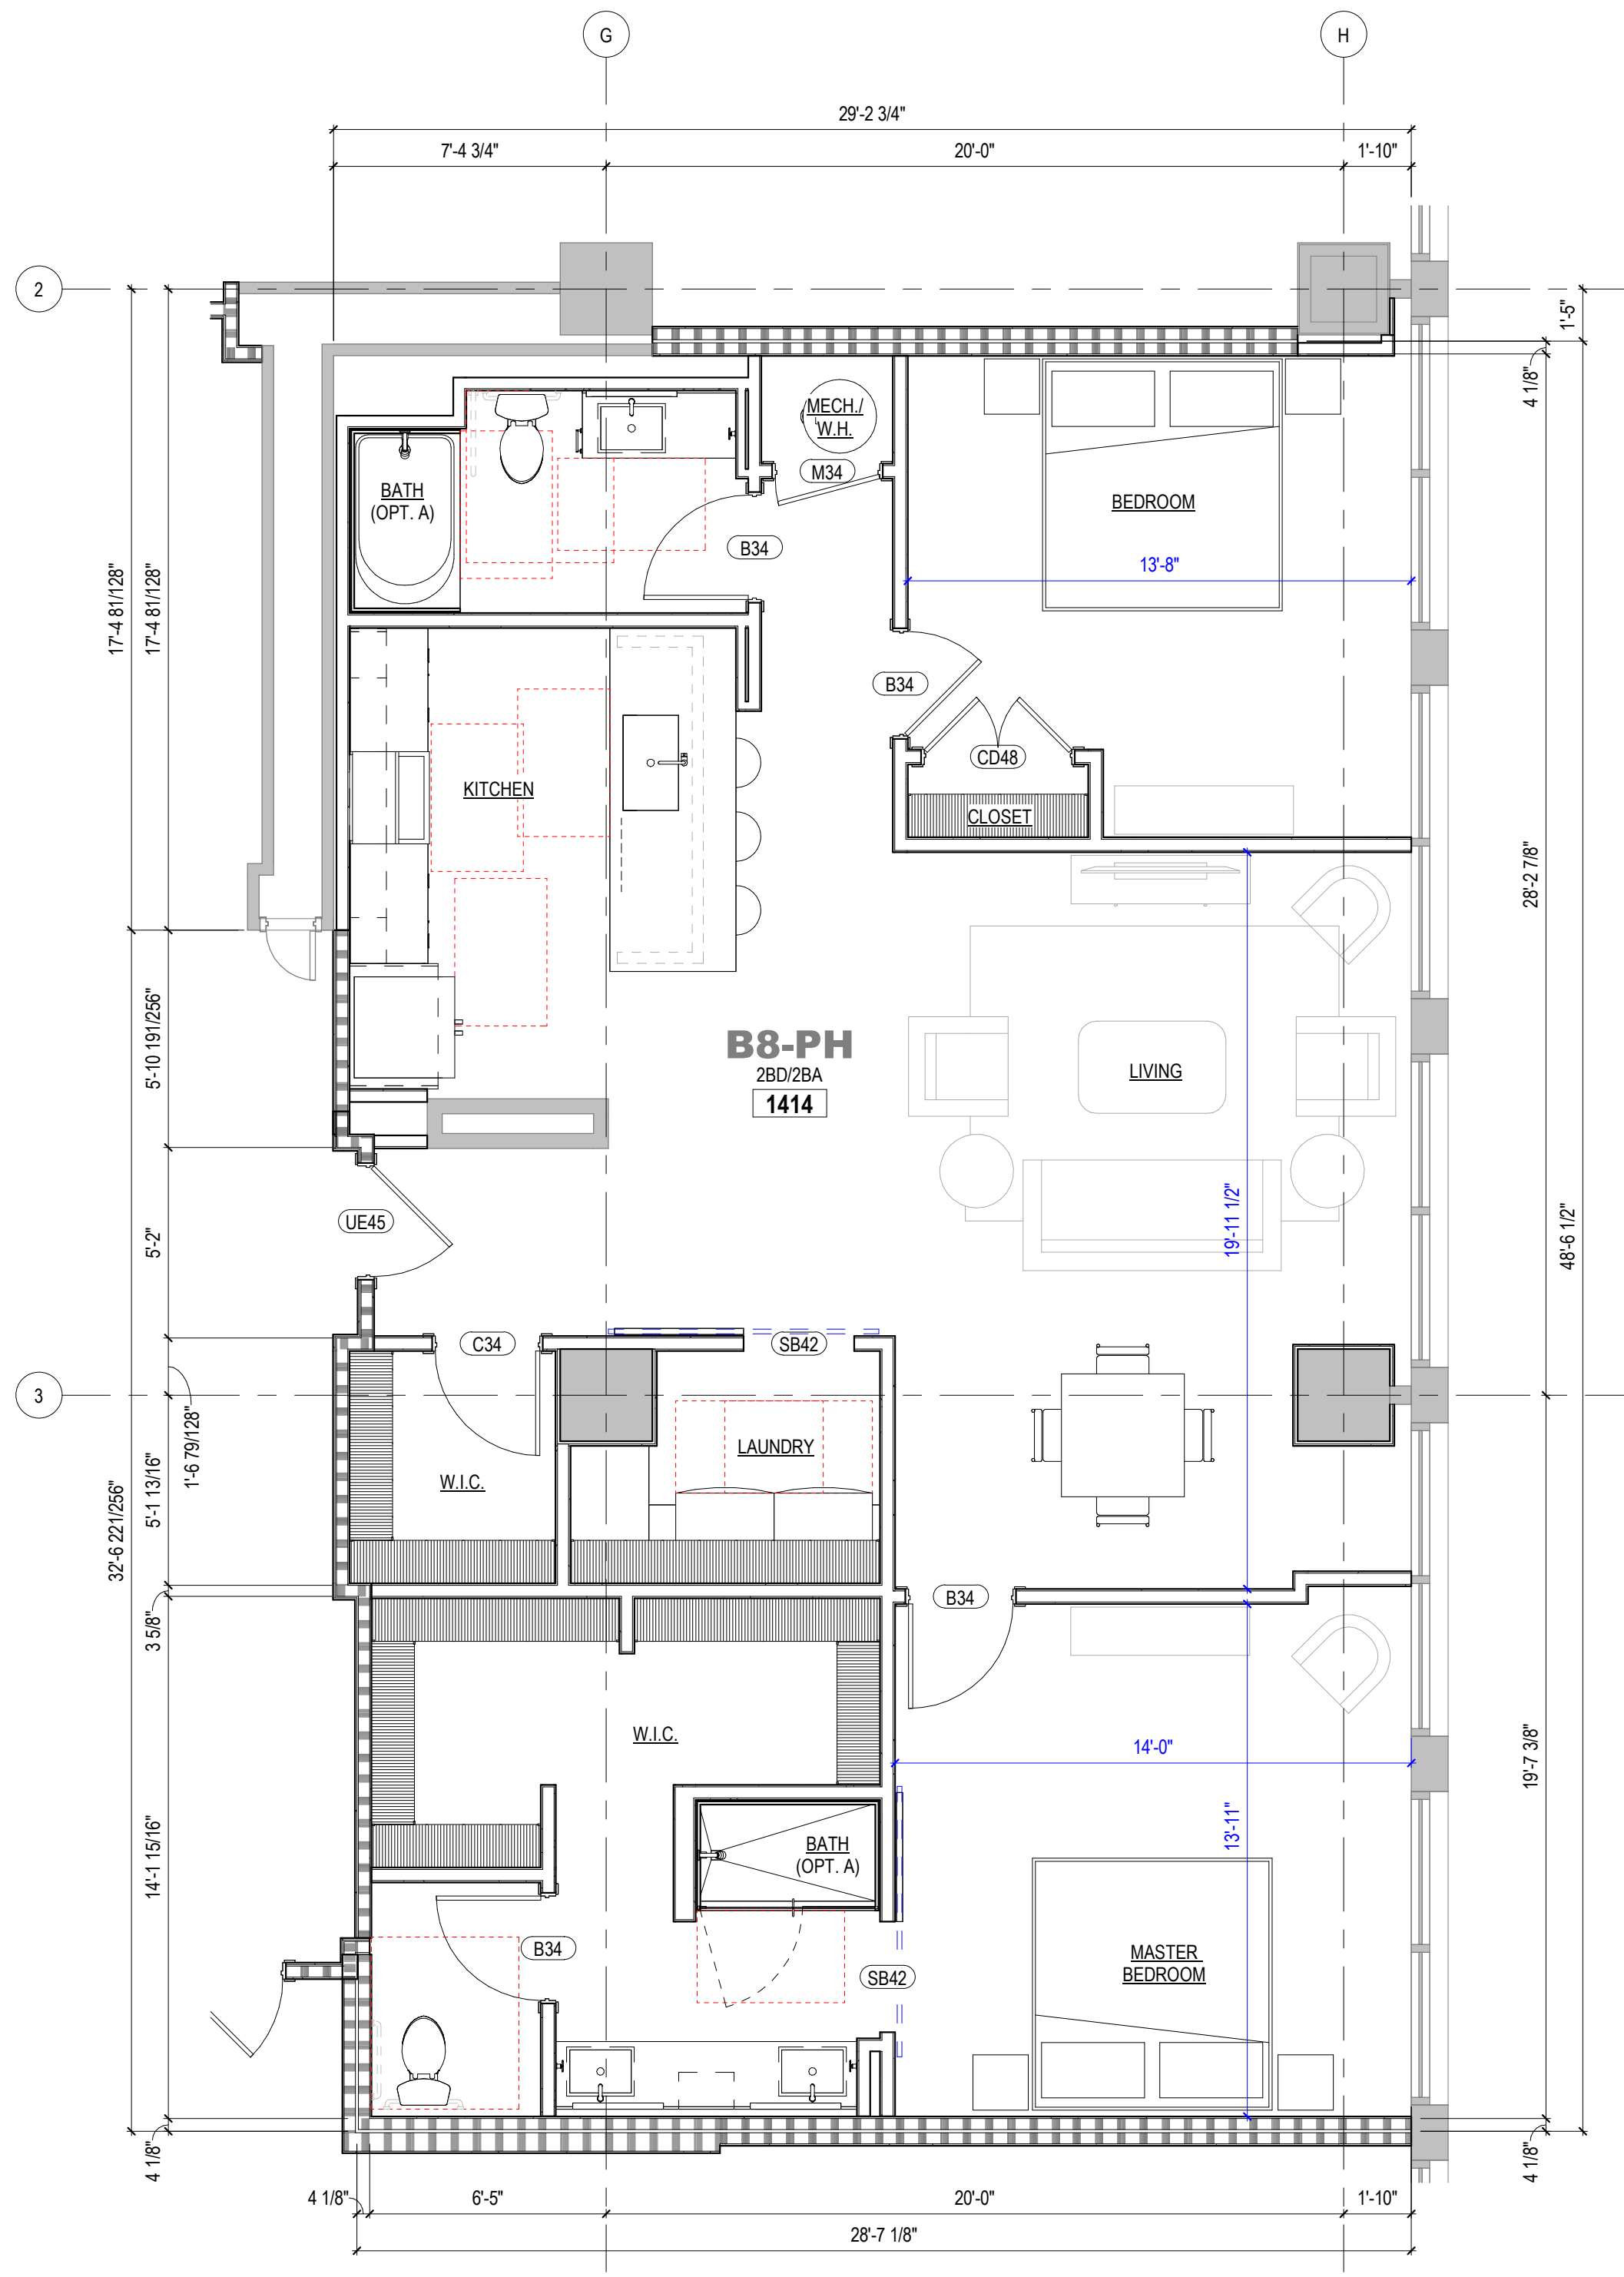 G
H
29'-2 3/4"
7'-4 3/4"
20'-0"
1'-10"
2
1'-5"
4 1/8"
MECH./
W.H.
M34
BATH
(OPT. A)
BEDROOM
B34
13'-8"
17'-4 81/128"
17'-4 81/128"
B34
CD48
KITCHEN
CLOSET
28'-2 7/8"
5'-10 191/256"
B8-PH
2BD/2BA
1414
LIVING
UE45
19'-11 1/2"
5'-2"
48'-6 1/2"
C34
SB42
3
1'-6 79/128"
LAUNDRY
W.I.C.
5'-1 13/16"
32'-6 221/256"
B34
3 5/8"
W.I.C.
14'-0"
19'-7 3/8"
13'-11"
BATH
(OPT. A)
14'-1 15/16"
B34
MASTER
BEDROOM
SB42
4 1/8"
4 1/8"
4 1/8"
6'-5"
20'-0"
1'-10"
28'-7 1/8"